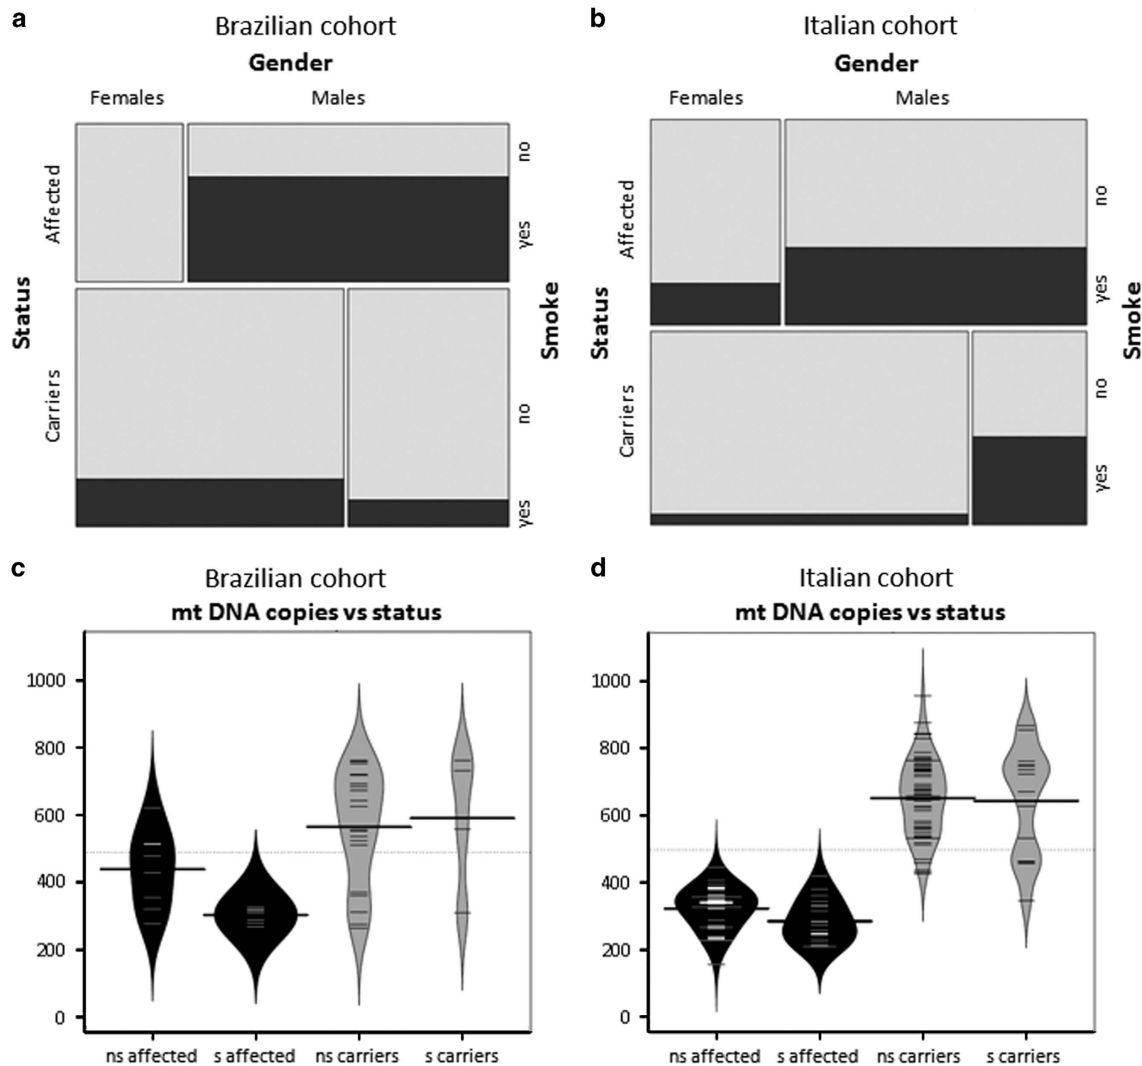 a
Brazilian cohort
Gender
Females Males
Affected
Carriers
Status
no
yes
no
yes
Smoke
b
Italian cohort
Gender
Females Males
Affected
Carriers
Status
no
yes
no
yes
Smoke
c
Brazilian cohort
mt DNA copies vs status
1000
800
600
400
200
0
ns affected s affected ns carriers s carriers
d
Italian cohort
mt DNA copies vs status
1000
800
600
400
200
0
ns affected s affected ns carriers s carriers